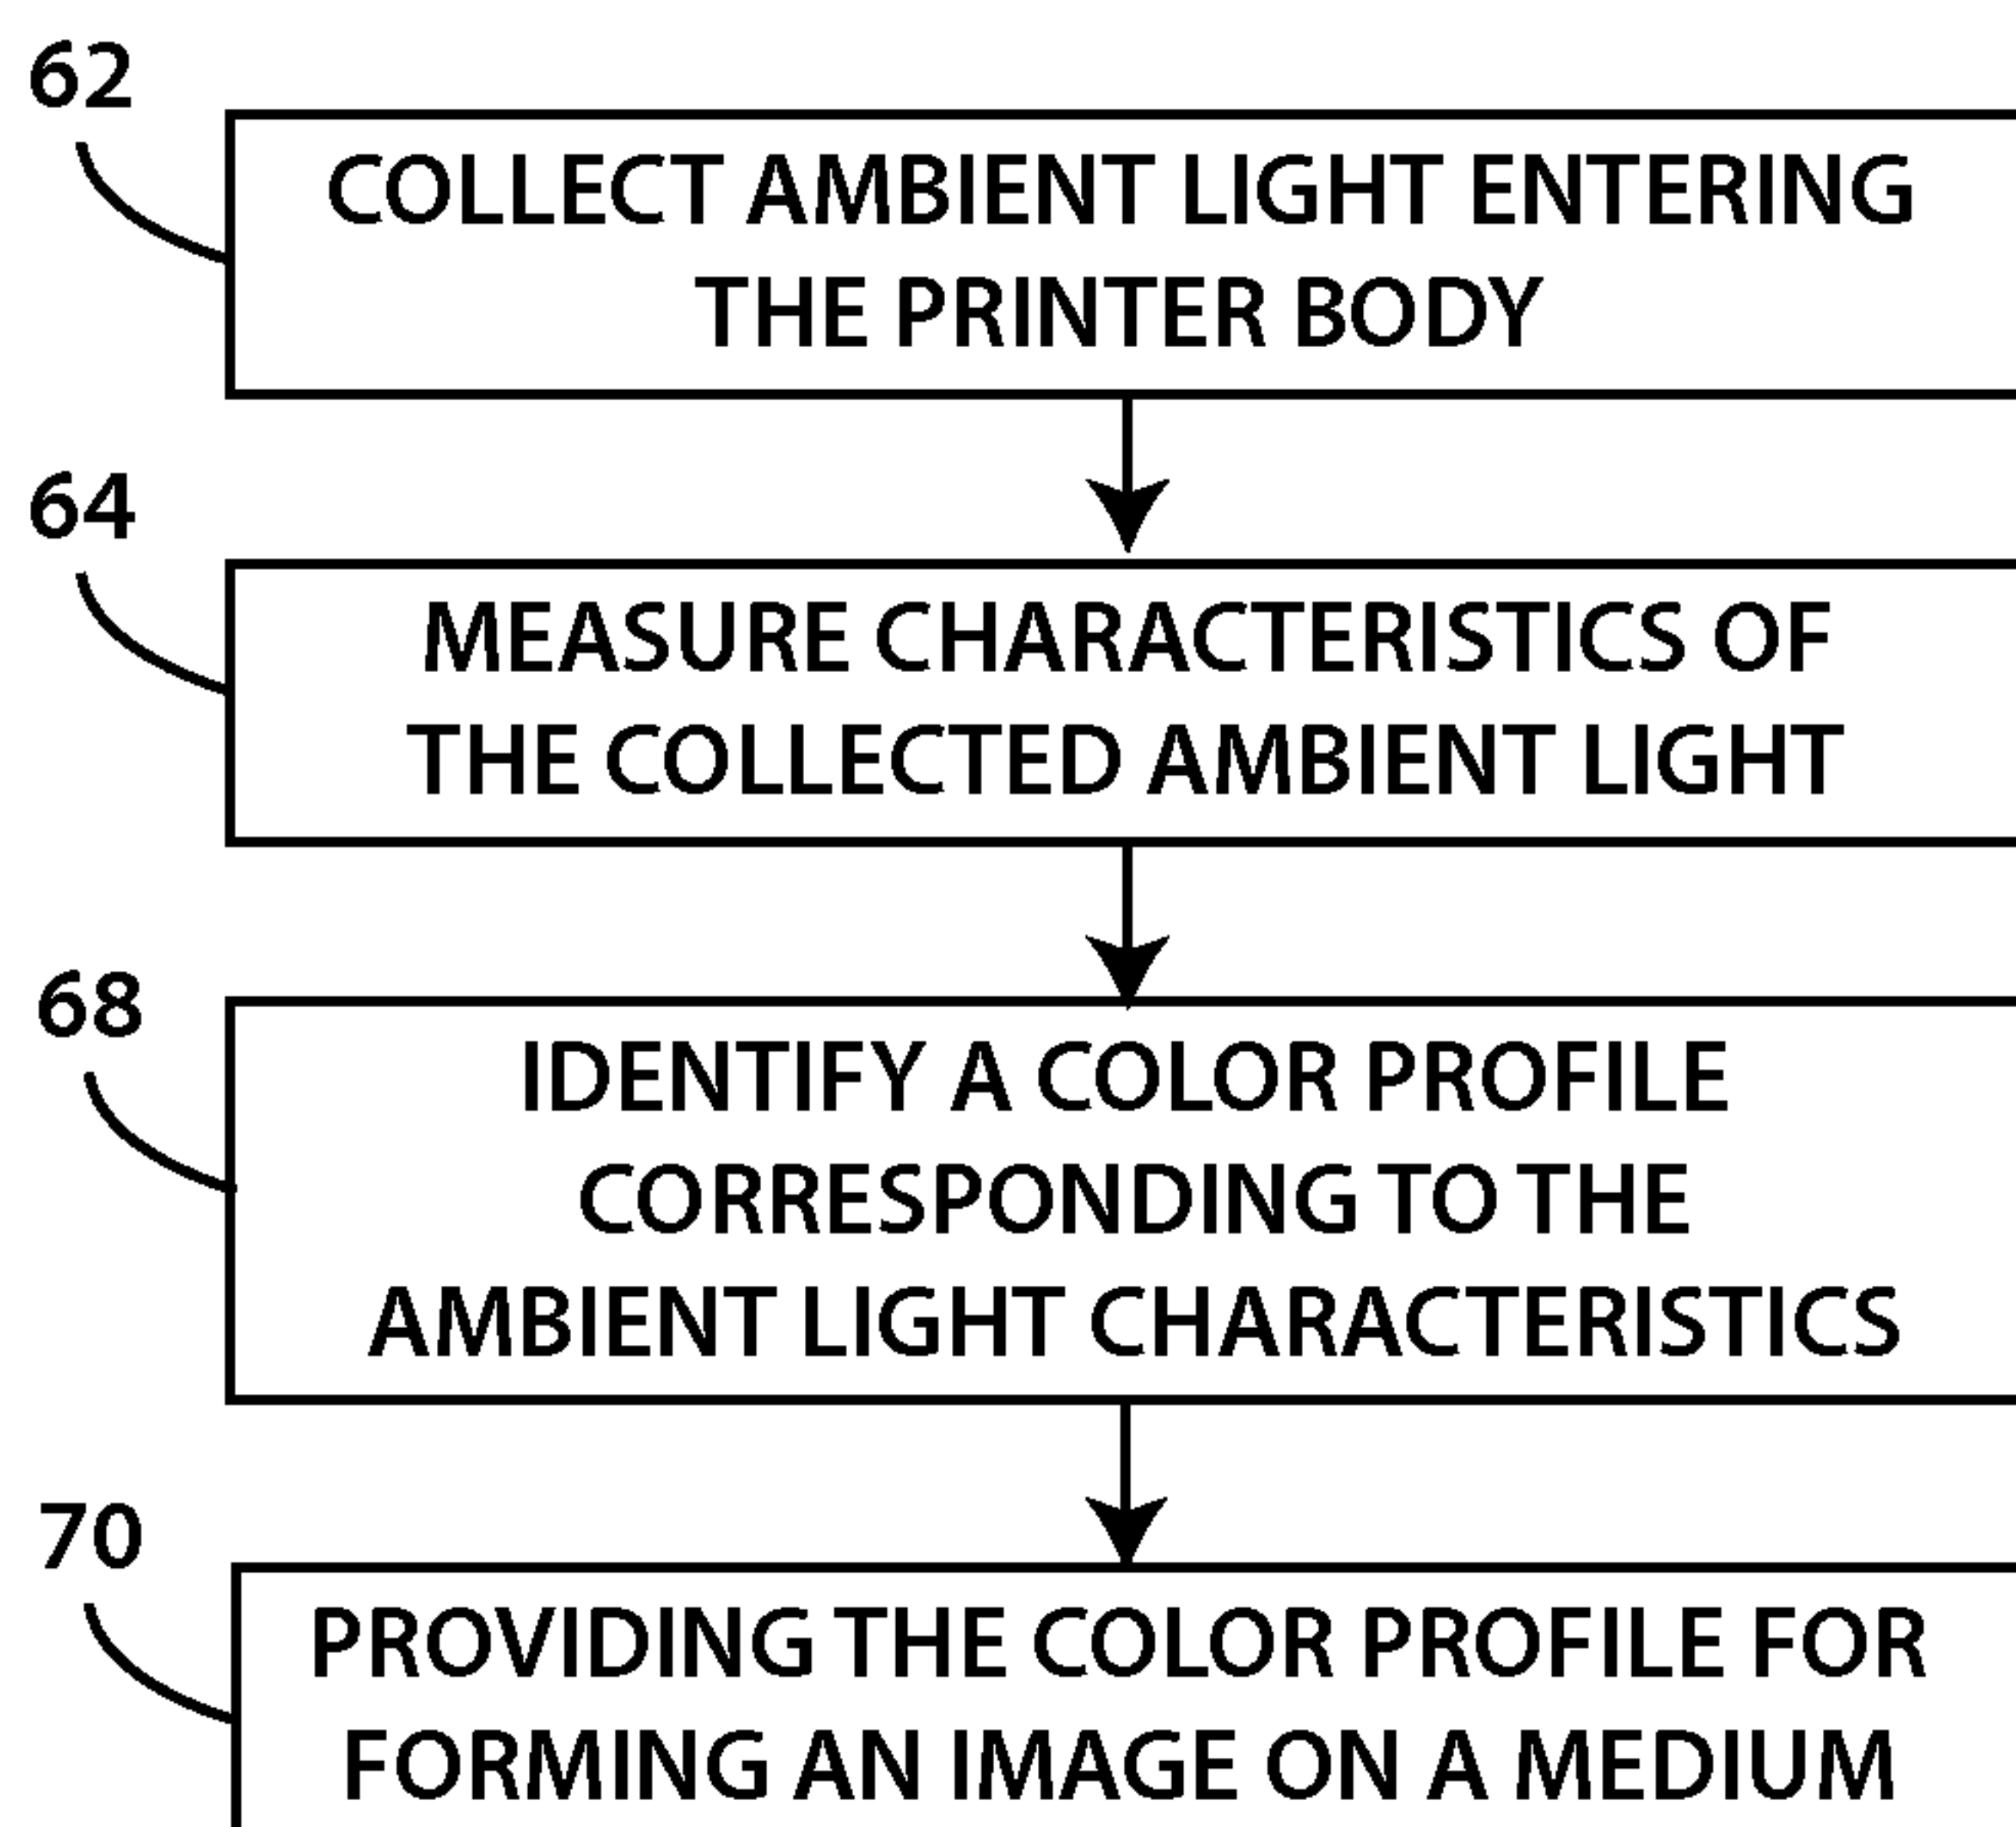 62
COLLECT AMBIENT LIGHT ENTERING
THE PRINTER BODY
64
MEASURE CHARACTERISTICS OF
THE COLLECTED AMBIENT LIGHT
68
IDENTIFY A COLOR PROFILE
CORRESPONDING TO THE
AMBIENT LIGHT CHARACTERISTICS
70
PROVIDING THE COLOR PROFILE FOR
FORMING AN IMAGE ON A MEDIUM